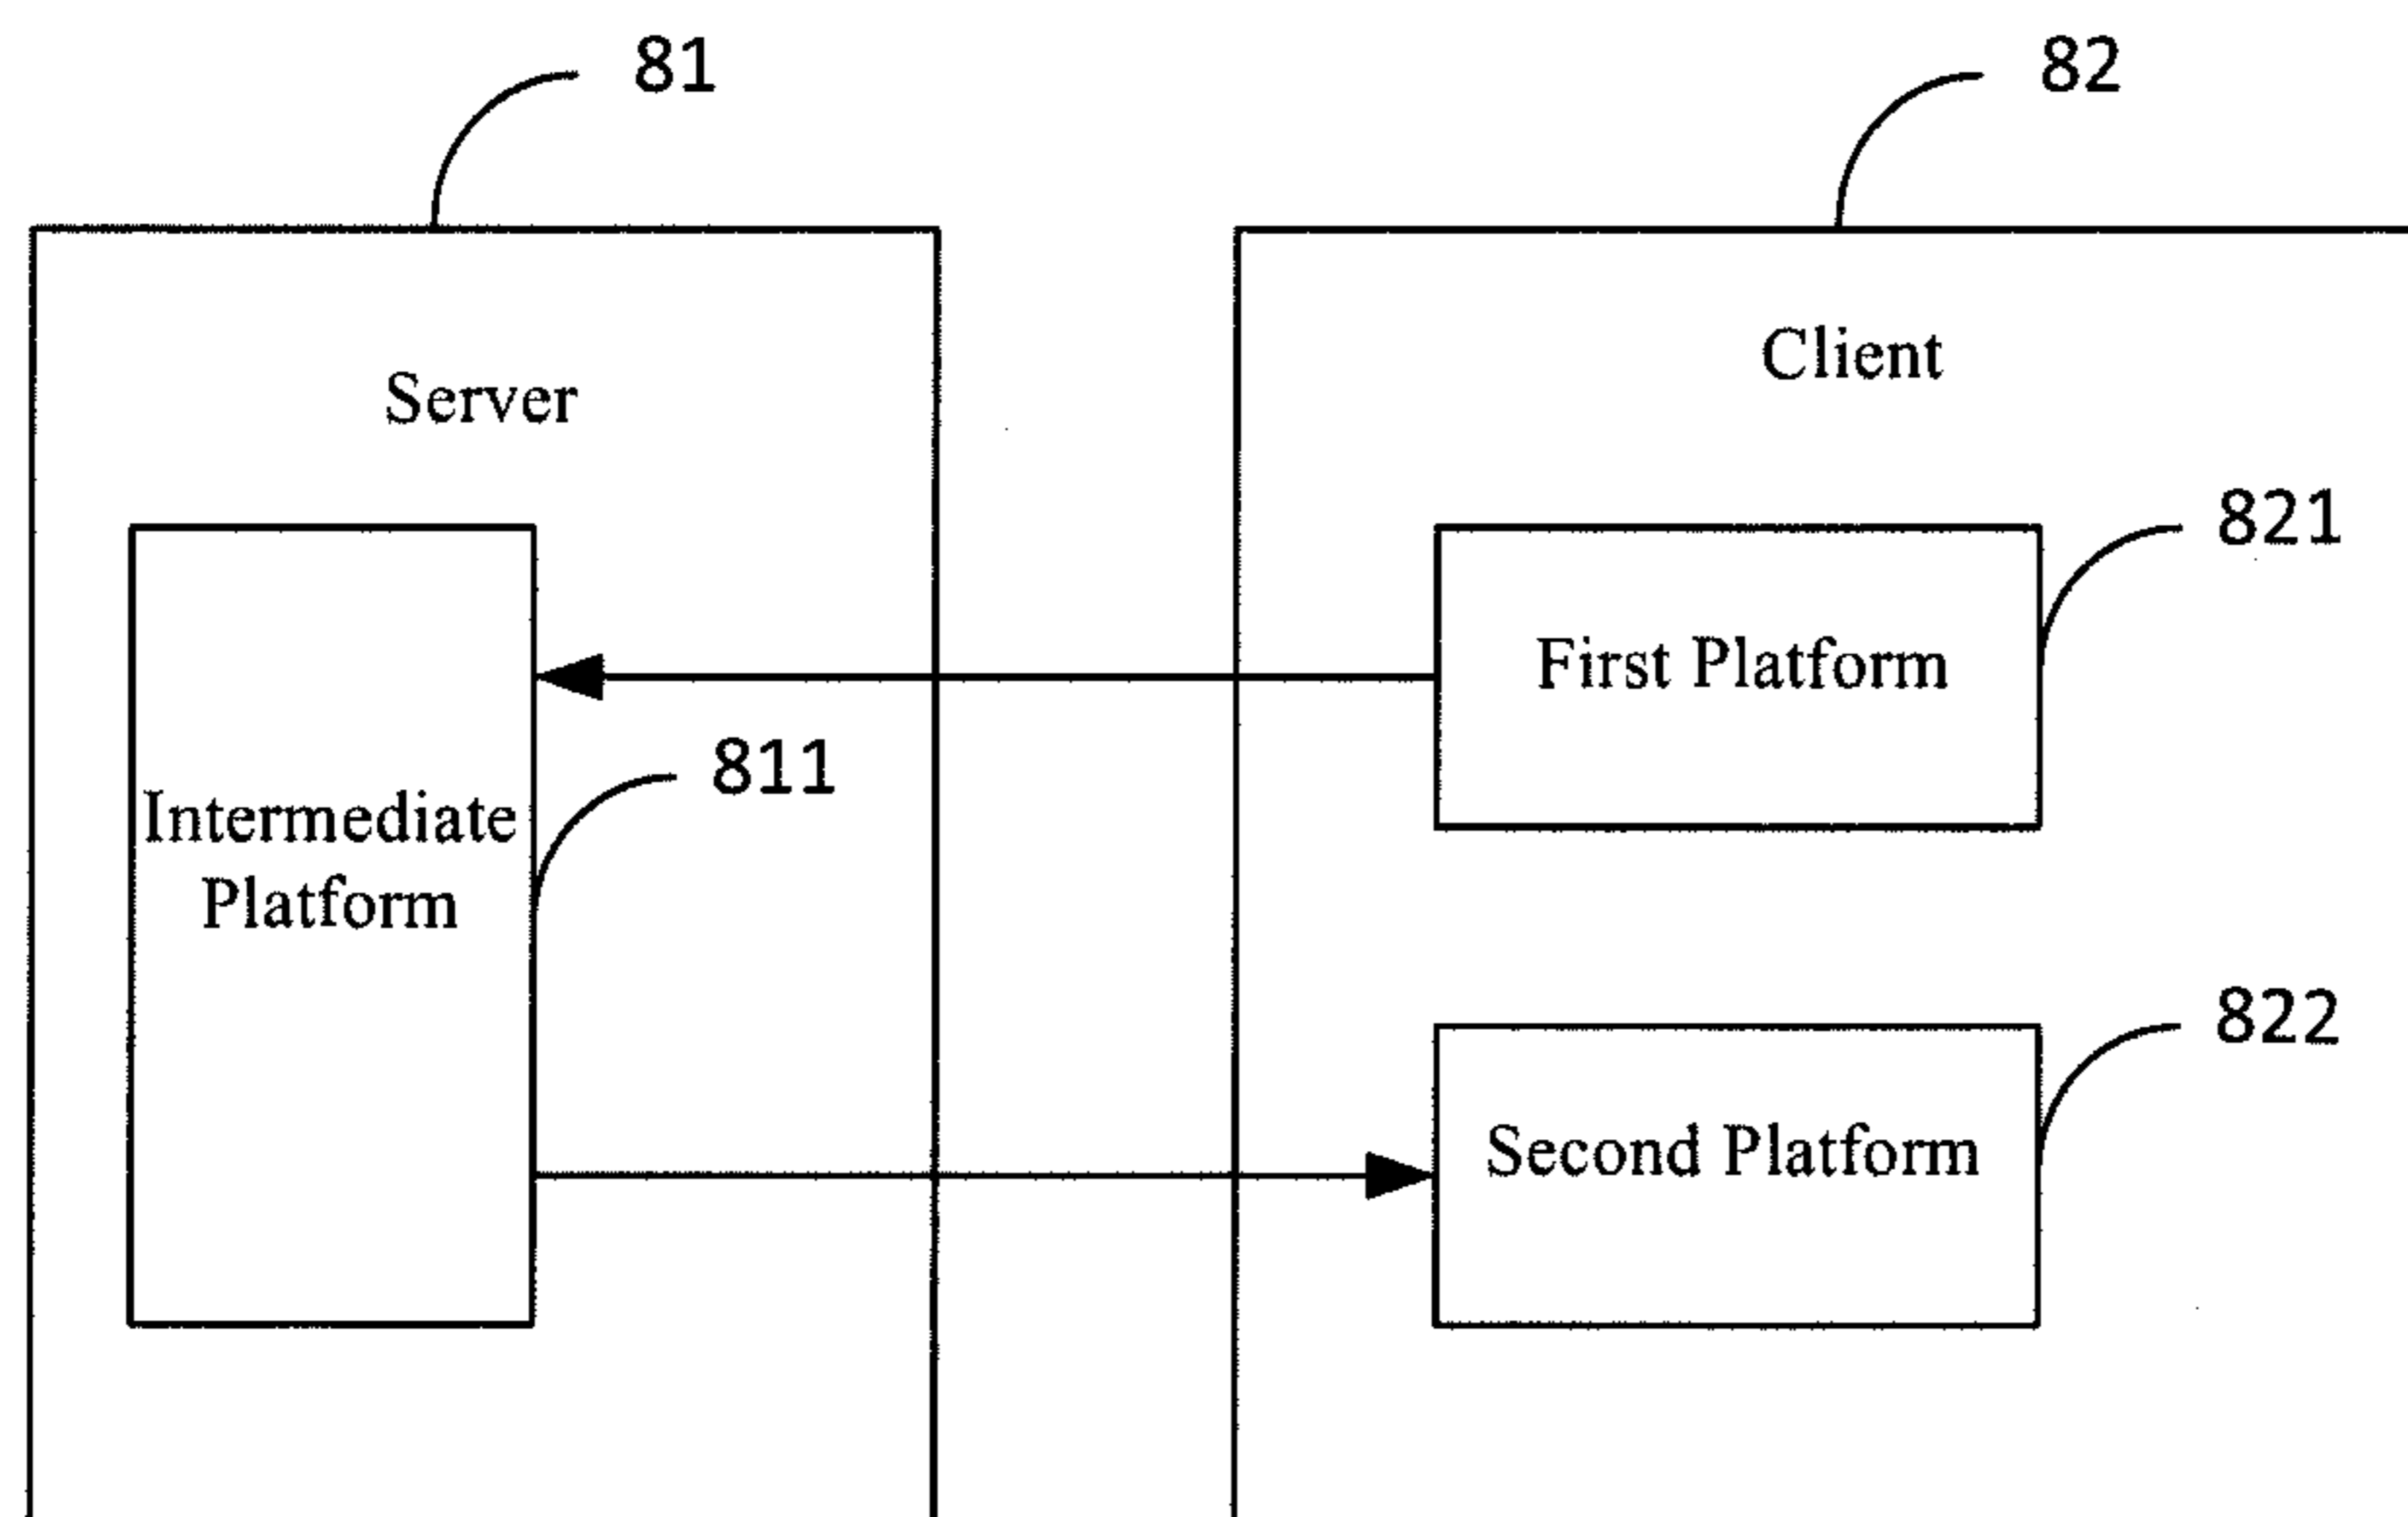 81
82
Server
Client
821
First Platform
811
Intermediate
Platform
822
Second Platform